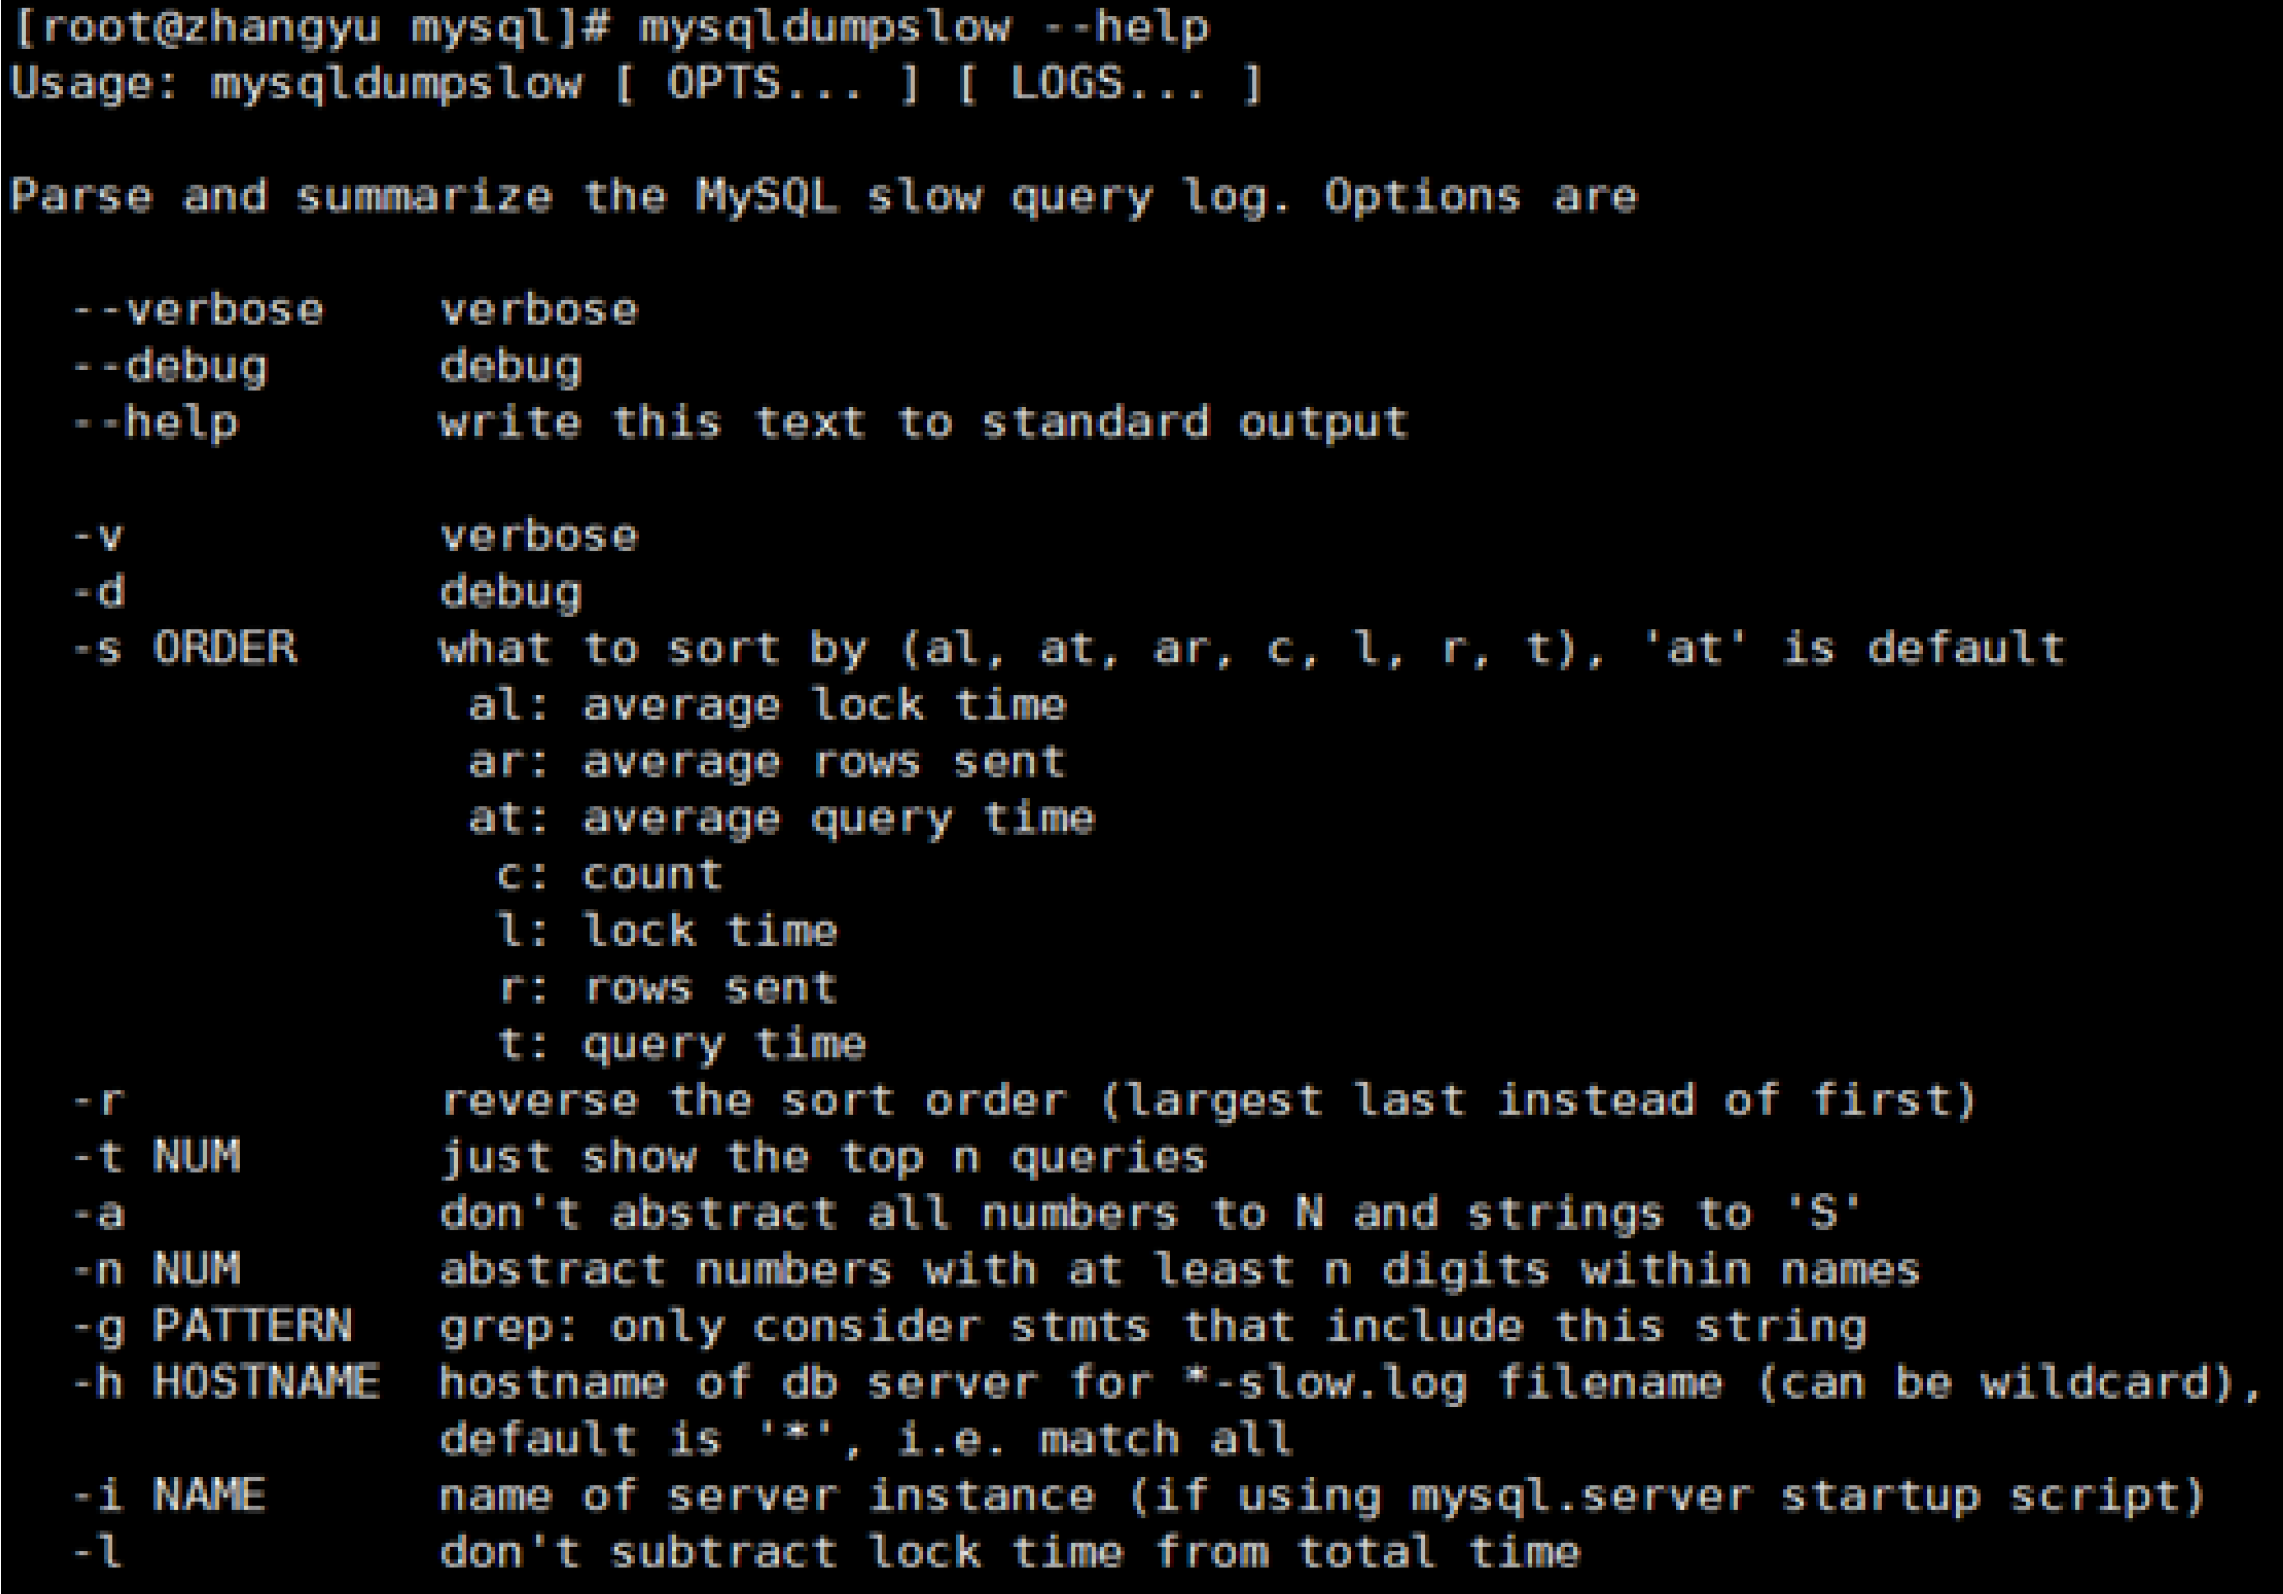 [root@zhangyu mysql]# mysqldumpslow --help
Usage: mysqldumpslow [ OPTS... ] [ LOGS... ]
Parse and summarize the MySQL slow query log. Options are
--verbose    verbose
--debug      debug
--help       write this text to standard output
-v           verbose
-d           debug
-s ORDER     what to sort by (al, at, ar, c, l, r, t), 'at' is default
al: average lock time
ar: average rows sent
at: average query time
c: count
l: lock time
r: rows sent
t: query time
-r           reverse the sort order (largest last instead of first)
-t NUM       just show the top n queries
-a           don't abstract all numbers to N and strings to 'S'
-n NUM       abstract numbers with at least n digits within names
-g PATTERN   grep: only consider stmts that include this string
-h HOSTNAME  hostname of db server for *-slow.log filename (can be wildcard),
default is '*', i.e. match all
-i NAME      name of server instance (if using mysql.server startup script)
-l           don't subtract lock time from total time